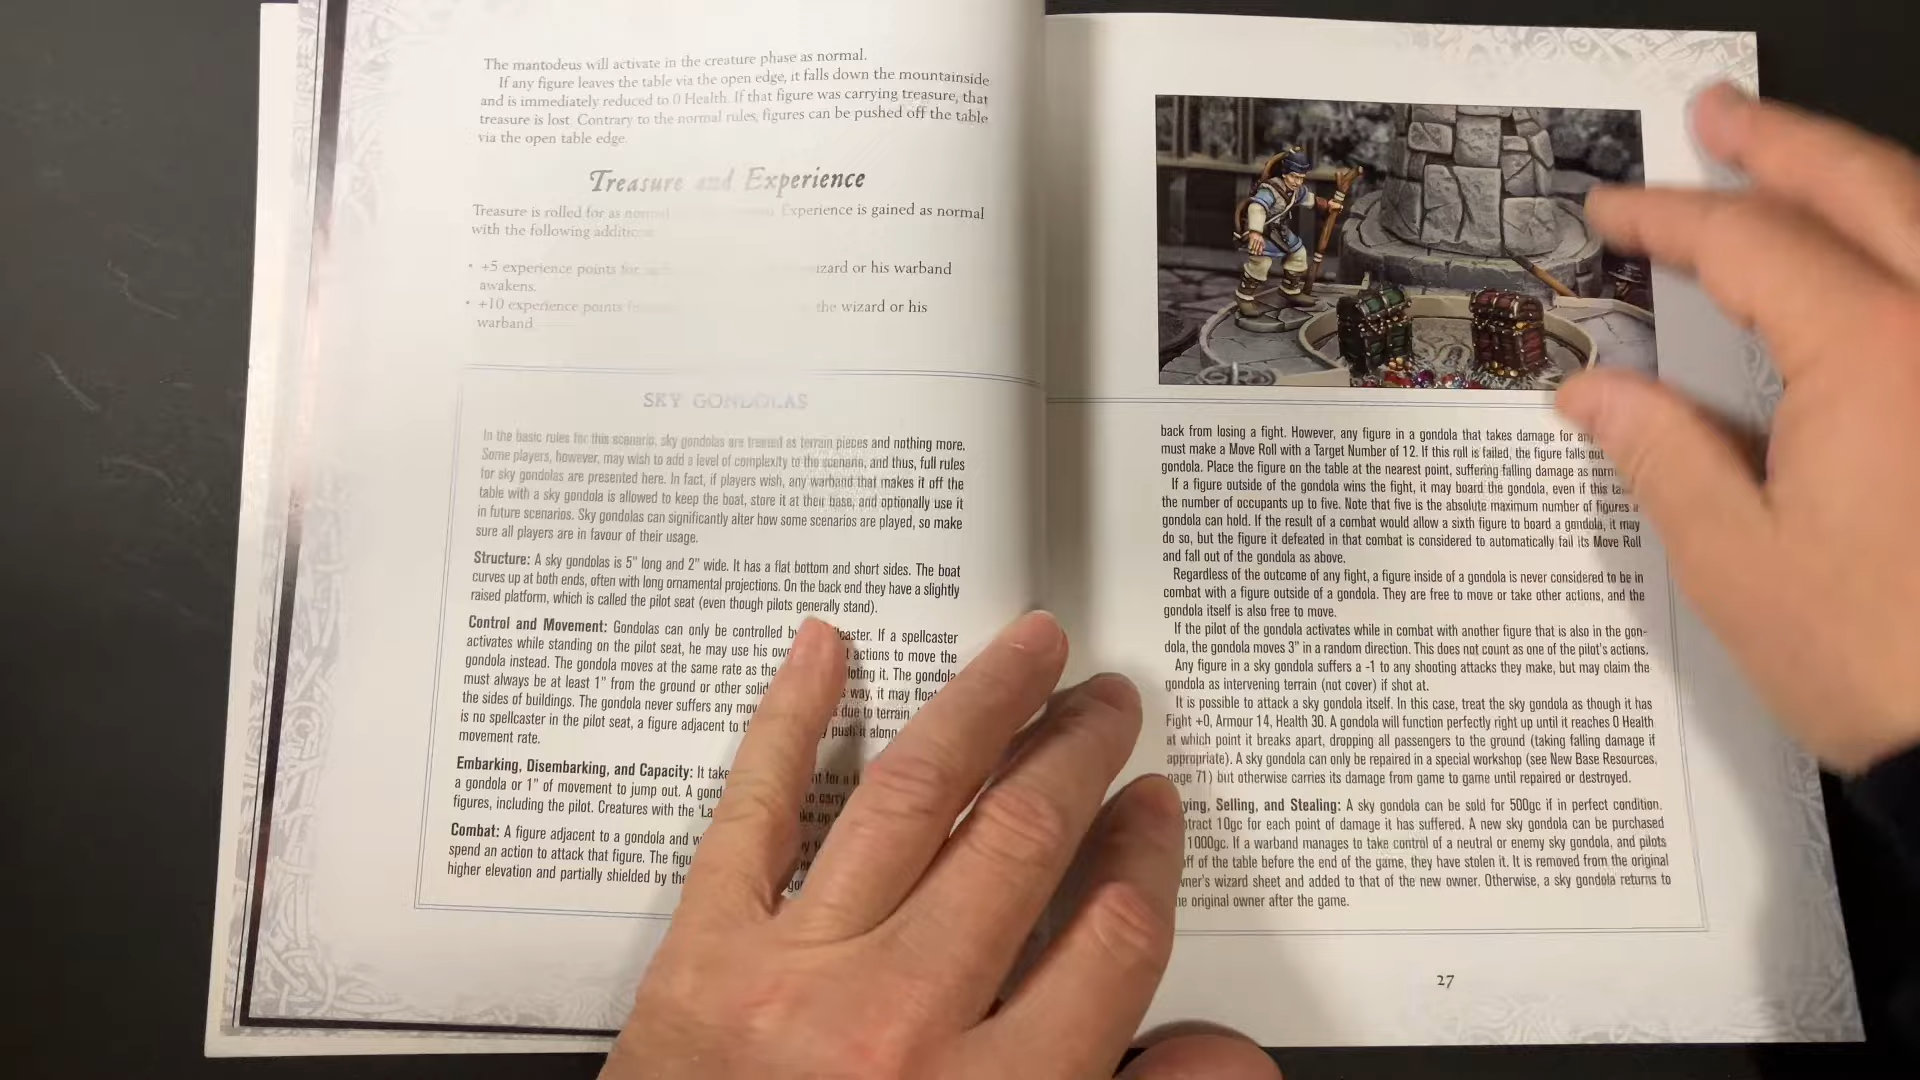 The mantodeus will activate in the creature phase as normal.
If any figure leaves the table via the open edge, it falls down the mountainside
and is immediately reduced to 0 Health. If that figure was carrying treasure, that
treasure is lost. Contrary to the normal rules, figures can be pushed off the table
via the open table edge.
Treasure and Experience
Treasure is rolled for as normal Experience is gained as normal
with the following
• +5 experience points for wizard or his warband
awakens.
• +10 experience points the wizard or his
warband
SKY GONDOLAS
In the basic rules for this scenario, sky gondolas are treated as terrain pieces and nothing more.
Some players, however, may wish to add a level of complexity to the scenario, and thus, full rules
for sky gondolas are presented here. In fact, if players wish, any warband that makes it off the
table with a sky gondola is allowed to keep the boat, store it at their base, and optionally use it
in future scenarios. Sky gondolas can significantly alter how some scenarios are played, so make
sure all players are in favour of their usage.
Structure: A sky gondolas is 5" long and 2" wide. It has a flat bottom and short sides. The boat
curves up at both ends, often with long ornamental projections. On the back end they have a slightly
raised platform, which is called the pilot seat (even though pilots generally stand).
Control and Movement: Gondolas can only be controlled If a spellcaster
activates while standing on the pilot seat, he may use his own actions to move the
gondola instead. The gondola moves at the same rate as the The gondola
must always be at least 1" from the ground or other way, it may float
the sides of buildings. The gondola never suffers any due to terrain.
is no spellcaster in the pilot seat, a figure adjacent to push it along
movement rate.
Embarking, Disembarking, and Capacity: It
a gondola or 1" of movement to jump out. A
figures, including the pilot. Creatures with the
Combat: A figure adjacent to a gondola and
spend an action to attack that figure. The
higher elevation and partially shielded by
back from losing a fight. However, any figure in a gondola that takes damage for
must make a Move Roll with a Target Number of 12. If this roll is failed, the figure falls out
gondola. Place the figure on the table at the nearest point, suffering falling damage as
If a figure outside of the gondola wins the fight, it may board the gondola, even if this
the number of occupants up to five. Note that five is the absolute maximum number of figures a
gondola can hold. If the result of a combat would allow a sixth figure to board a gondola, it may
do so, but the figure it defeated in that combat is considered to automatically fail its Move Roll
and fall out of the gondola as above.
Regardless of the outcome of any fight, a figure inside of a gondola is never considered to be in
combat with a figure outside of a gondola. They are free to move or take other actions, and the
gondola itself is also free to move.
If the pilot of the gondola activates while in combat with another figure that is also in the gon-
dola, the gondola moves 3" in a random direction. This does not count as one of the pilot's actions.
Any figure in a sky gondola suffers a -1 to any shooting attacks they make, but may claim the
gondola as intervening terrain (not cover) if shot at.
It is possible to attack a sky gondola itself. In this case, treat the sky gondola as though it has
Fight +0, Armour 14, Health 30. A gondola will function perfectly right up until it reaches 0 Health
at which point it breaks apart, dropping all passengers to the ground (taking falling damage if
appropriate). A sky gondola can only be repaired in a special workshop (see New Base Resources,
page 71) but otherwise carries its damage from game to game until repaired or destroyed.
Selling, and Stealing: A sky gondola can be sold for 500gc if in perfect condition.
10gc for each point of damage it has suffered. A new sky gondola can be purchased
1000gc. If a warband manages to take control of a neutral or enemy sky gondola, and pilots
of the table before the end of the game, they have stolen it. It is removed from the original
wizard sheet and added to that of the new owner. Otherwise, a sky gondola returns to
original owner after the game.
27